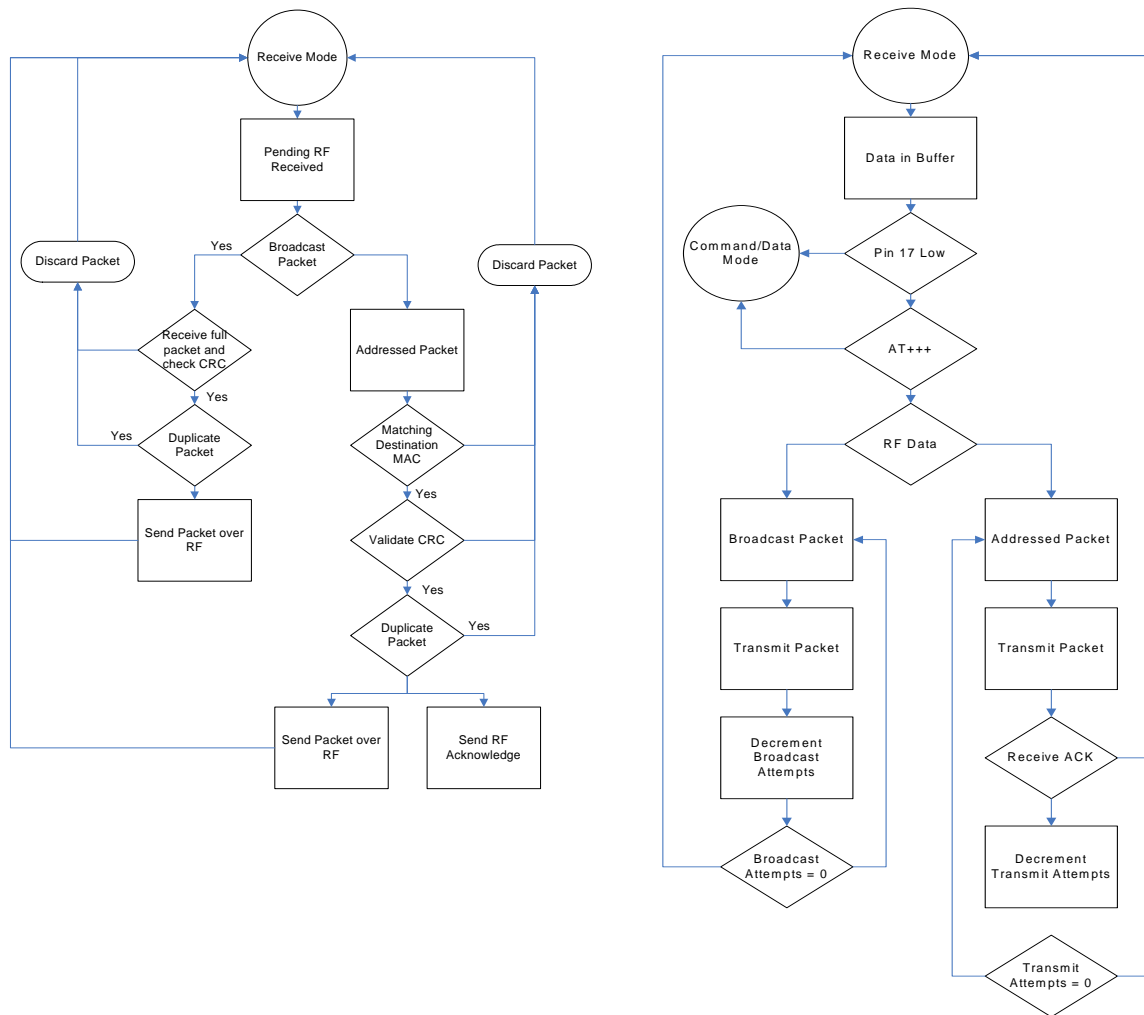 Receive Mode
Pending RF
Received
Yes
Broadcast
Packet
Discard Packet
Discard Packet
Receive full
packet and
check CRC
Addressed Packet
Yes
Yes
Duplicate
Packet
Matching
Destination
MAC
Yes
Send Packet over
RF
Validate CRC
Yes
Duplicate
Packet
Yes
Send Packet over
RF
Send RF
Acknowledge
Receive Mode
Data in Buffer
Command/Data
Mode
Pin 17 Low
AT+++
RF Data
Broadcast Packet
Addressed Packet
Transmit Packet
Transmit Packet
Decrement
Broadcast
Attempts
Receive ACK
Broadcast
Attempts = 0
Decrement
Transmit Attempts
Transmit
Attempts = 0